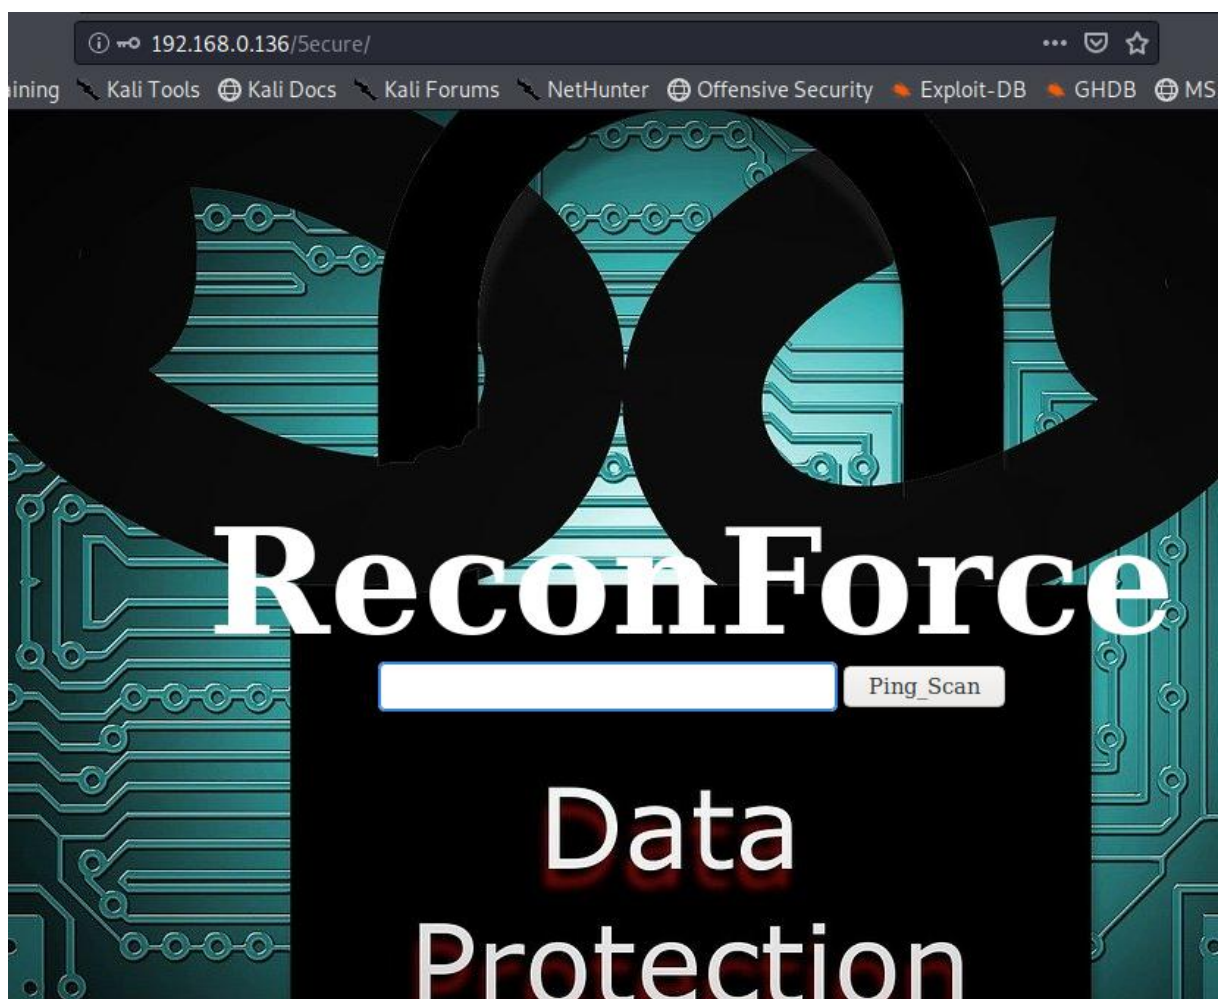 192.168.0.136/5ecure/ •••
ining Kali Tools Kali Docs Kali Forums NetHunter Offensive Security Exploit-DB GHDB MS
ReconForce
Ping_Scan
Data
Protection